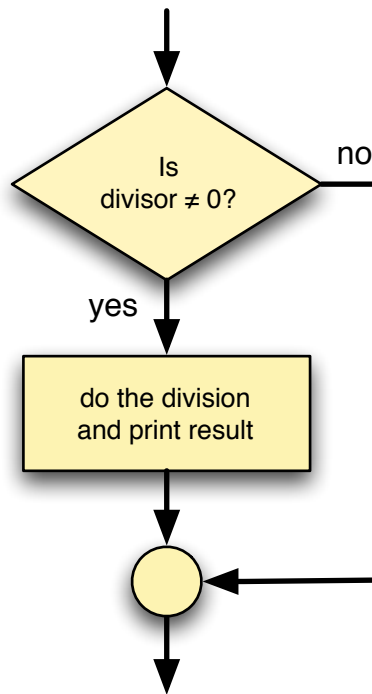 Is
divisor ≠ 0?
no
yes
do the division
and print result